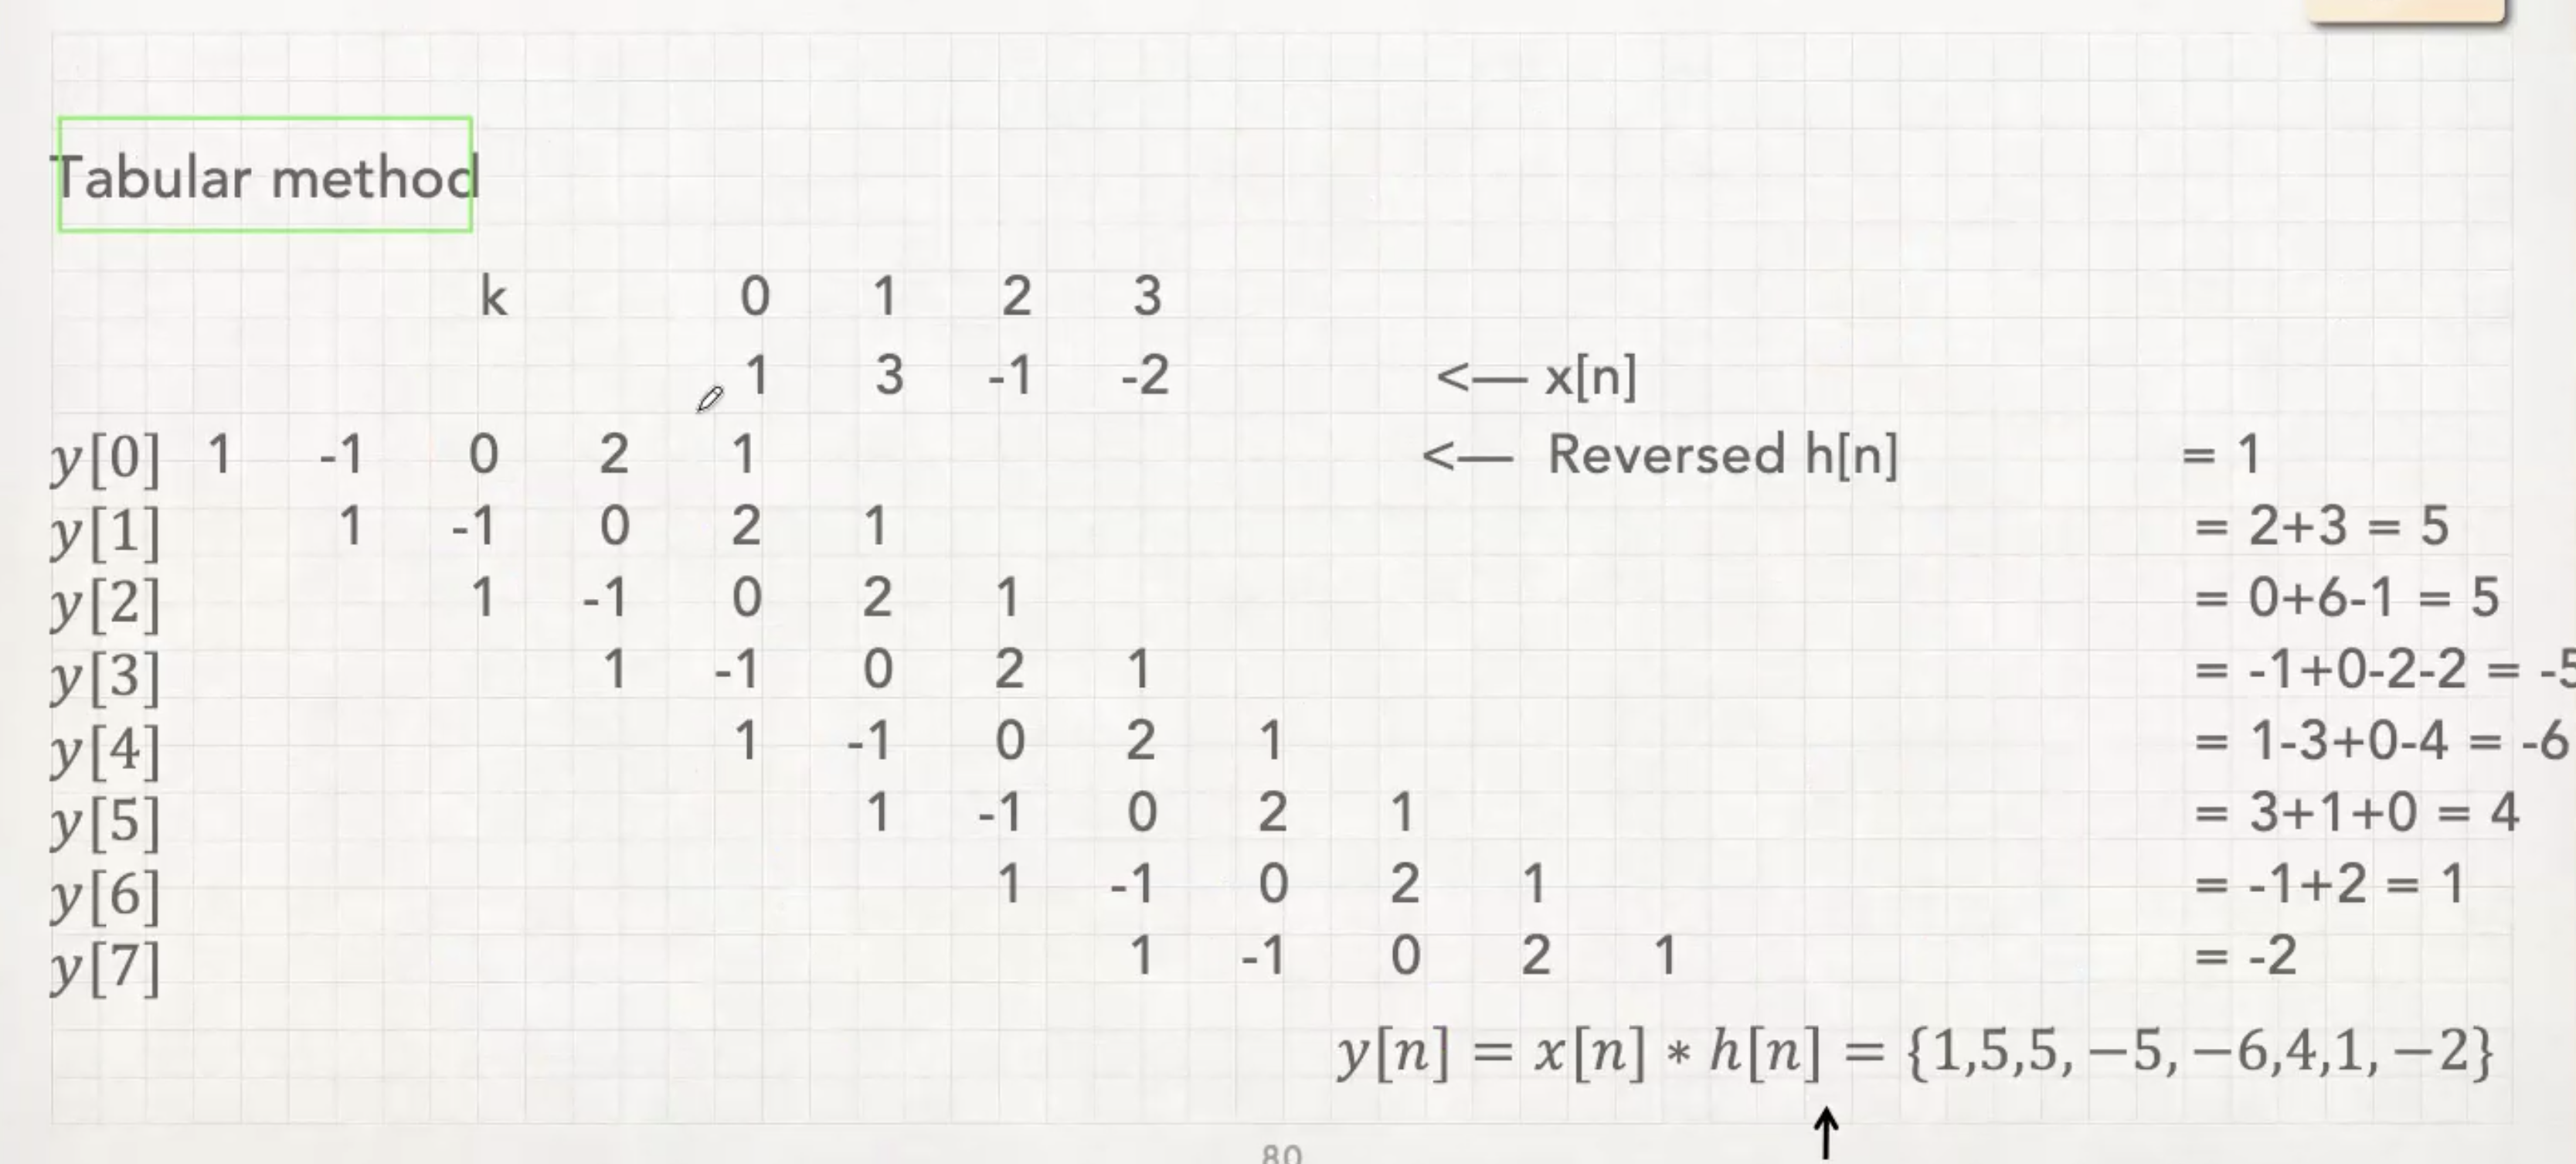 Tabular method
k 0 1 2 3
1 3 -1 -2 <— x[n]
y[0] 1 -1 0 2 1 <— Reversed h[n] = 1
y[1] 1 -1 0 2 1 = 2+3 = 5
y[2] 1 -1 0 2 1 = 0+6-1 = 5
y[3] 1 -1 0 2 1 = -1+0-2-2 = -5
y[4] 1 -1 0 2 1 = 1-3+0-4 = -6
y[5] 1 -1 0 2 1 = 3+1+0 = 4
y[6] 1 -1 0 2 1 = -1+2 = 1
y[7] 1 -1 0 2 1 = -2
y[n] = x[n] ∗ h[n] = {1,5,5, −5, −6,4,1, −2}
80